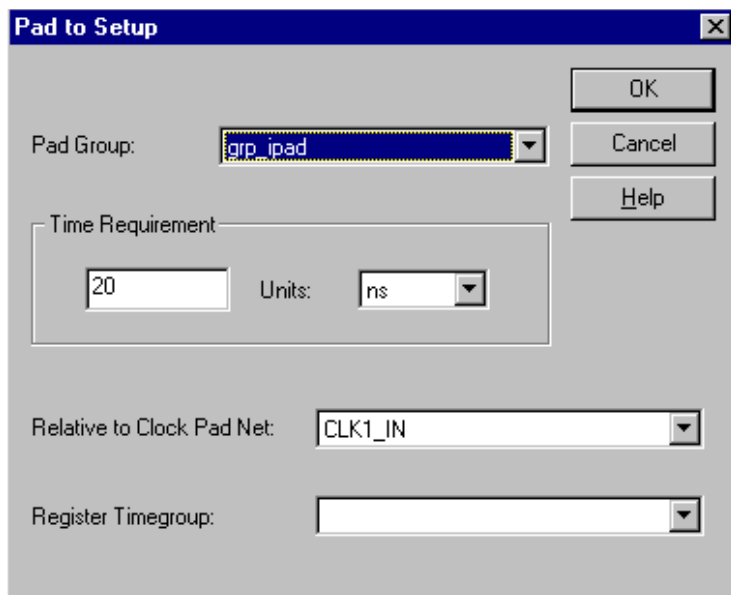 Pad to Setup
OK
Pad Group: grp_ipad Cancel
Help
Time Requirement
20 Units: ns
Relative to Clock Pad Net: CLK1_IN
Register Timegroup: